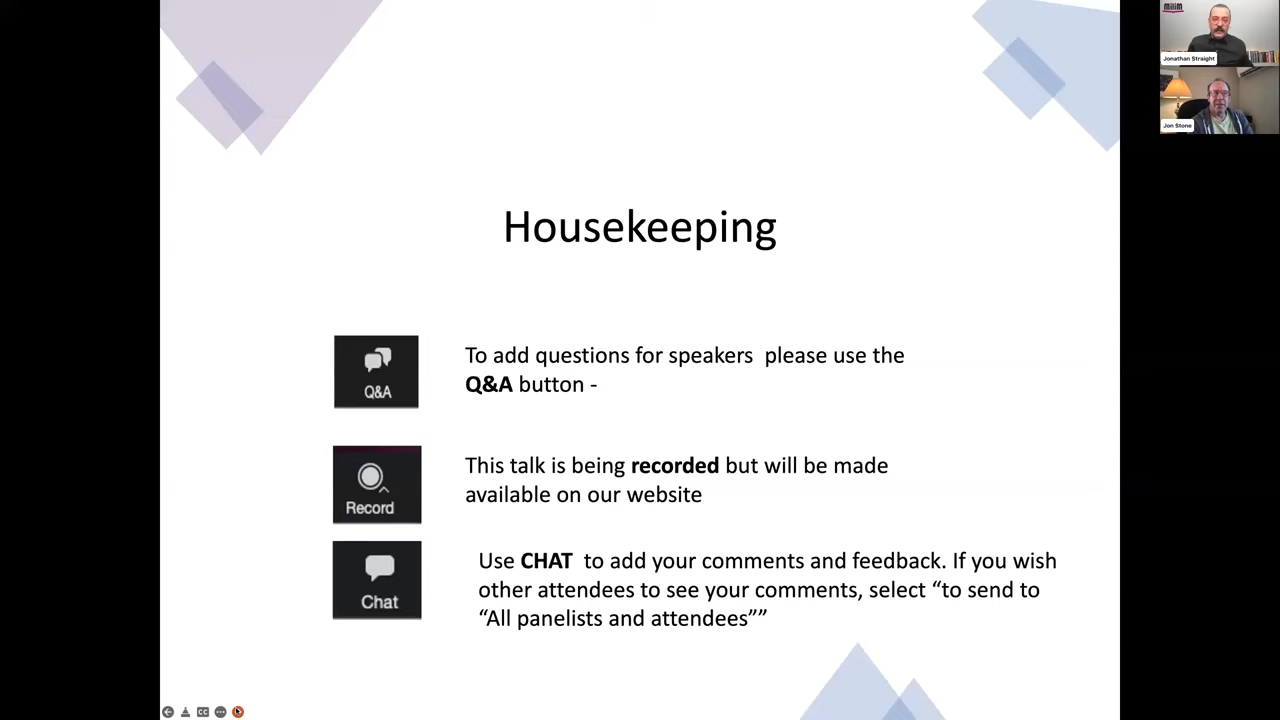 milim
Jonathan Straight
Jon Stone
Housekeeping
Q&A
To add questions for speakers  please use the
Q&A button -
Record
This talk is being recorded but will be made
available on our website
Chat
Use CHAT  to add your comments and feedback. If you wish
other attendees to see your comments, select “to send to
“All panelists and attendees””
CC